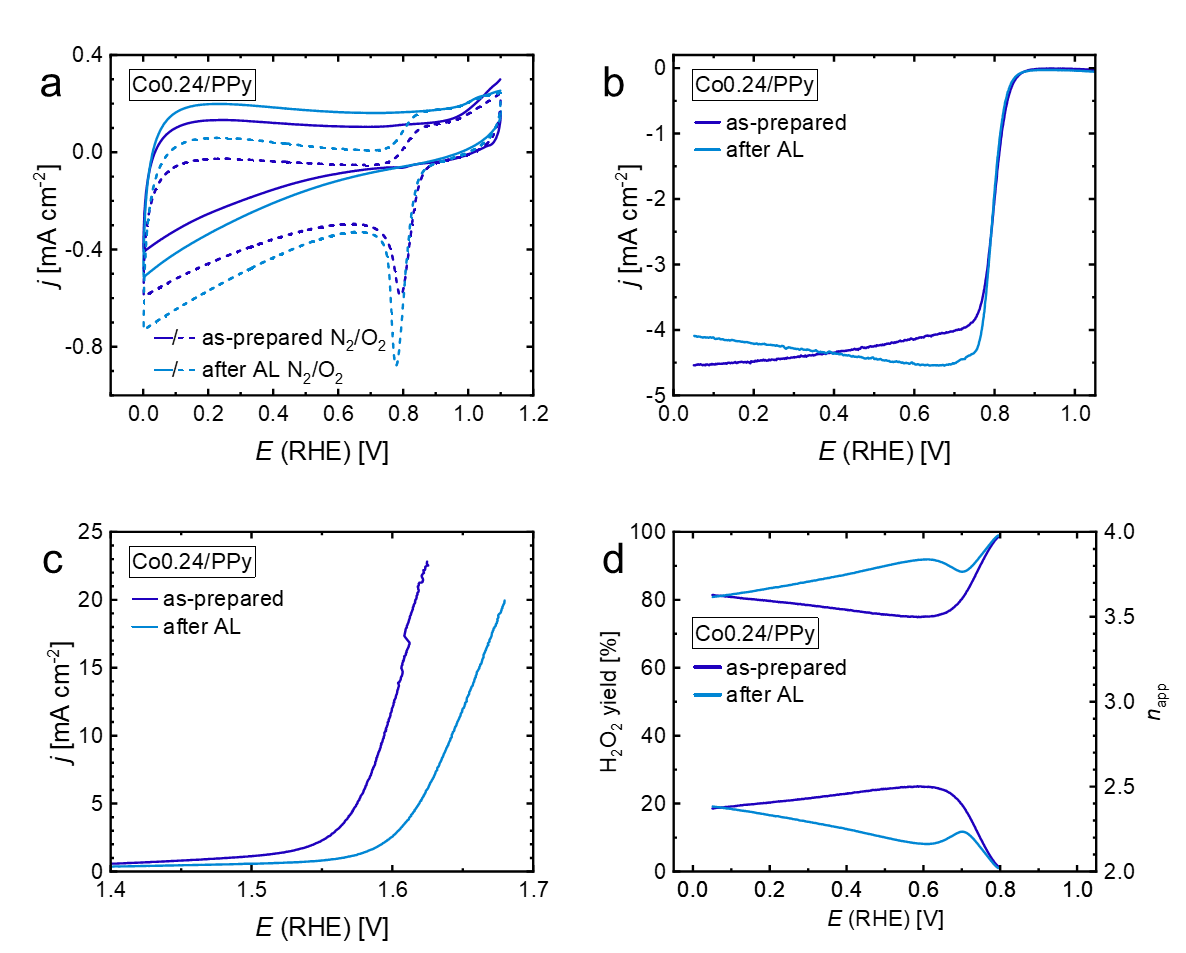 a
Co0.24/PPy
0.4
0.0
-0.4
-0.8
j [mA cm⁻²]
as-prepared N₂/O₂
after AL N₂/O₂
0.0 0.2 0.4 0.6 0.8 1.0 1.2
E (RHE) [V]
b
Co0.24/PPy
as-prepared
after AL
0
-1
-2
-3
-4
-5
j [mA cm⁻²]
0.0 0.2 0.4 0.6 0.8 1.0
E (RHE) [V]
c
Co0.24/PPy
as-prepared
after AL
25
20
15
10
5
0
j [mA cm⁻²]
1.4 1.5 1.6 1.7
E (RHE) [V]
d
Co0.24/PPy
as-prepared
after AL
100
80
60
40
20
0
H₂O₂ yield [%]
4.0
3.5
3.0
2.5
2.0
nₐₚₚ
0.0 0.2 0.4 0.6 0.8 1.0
E (RHE) [V]